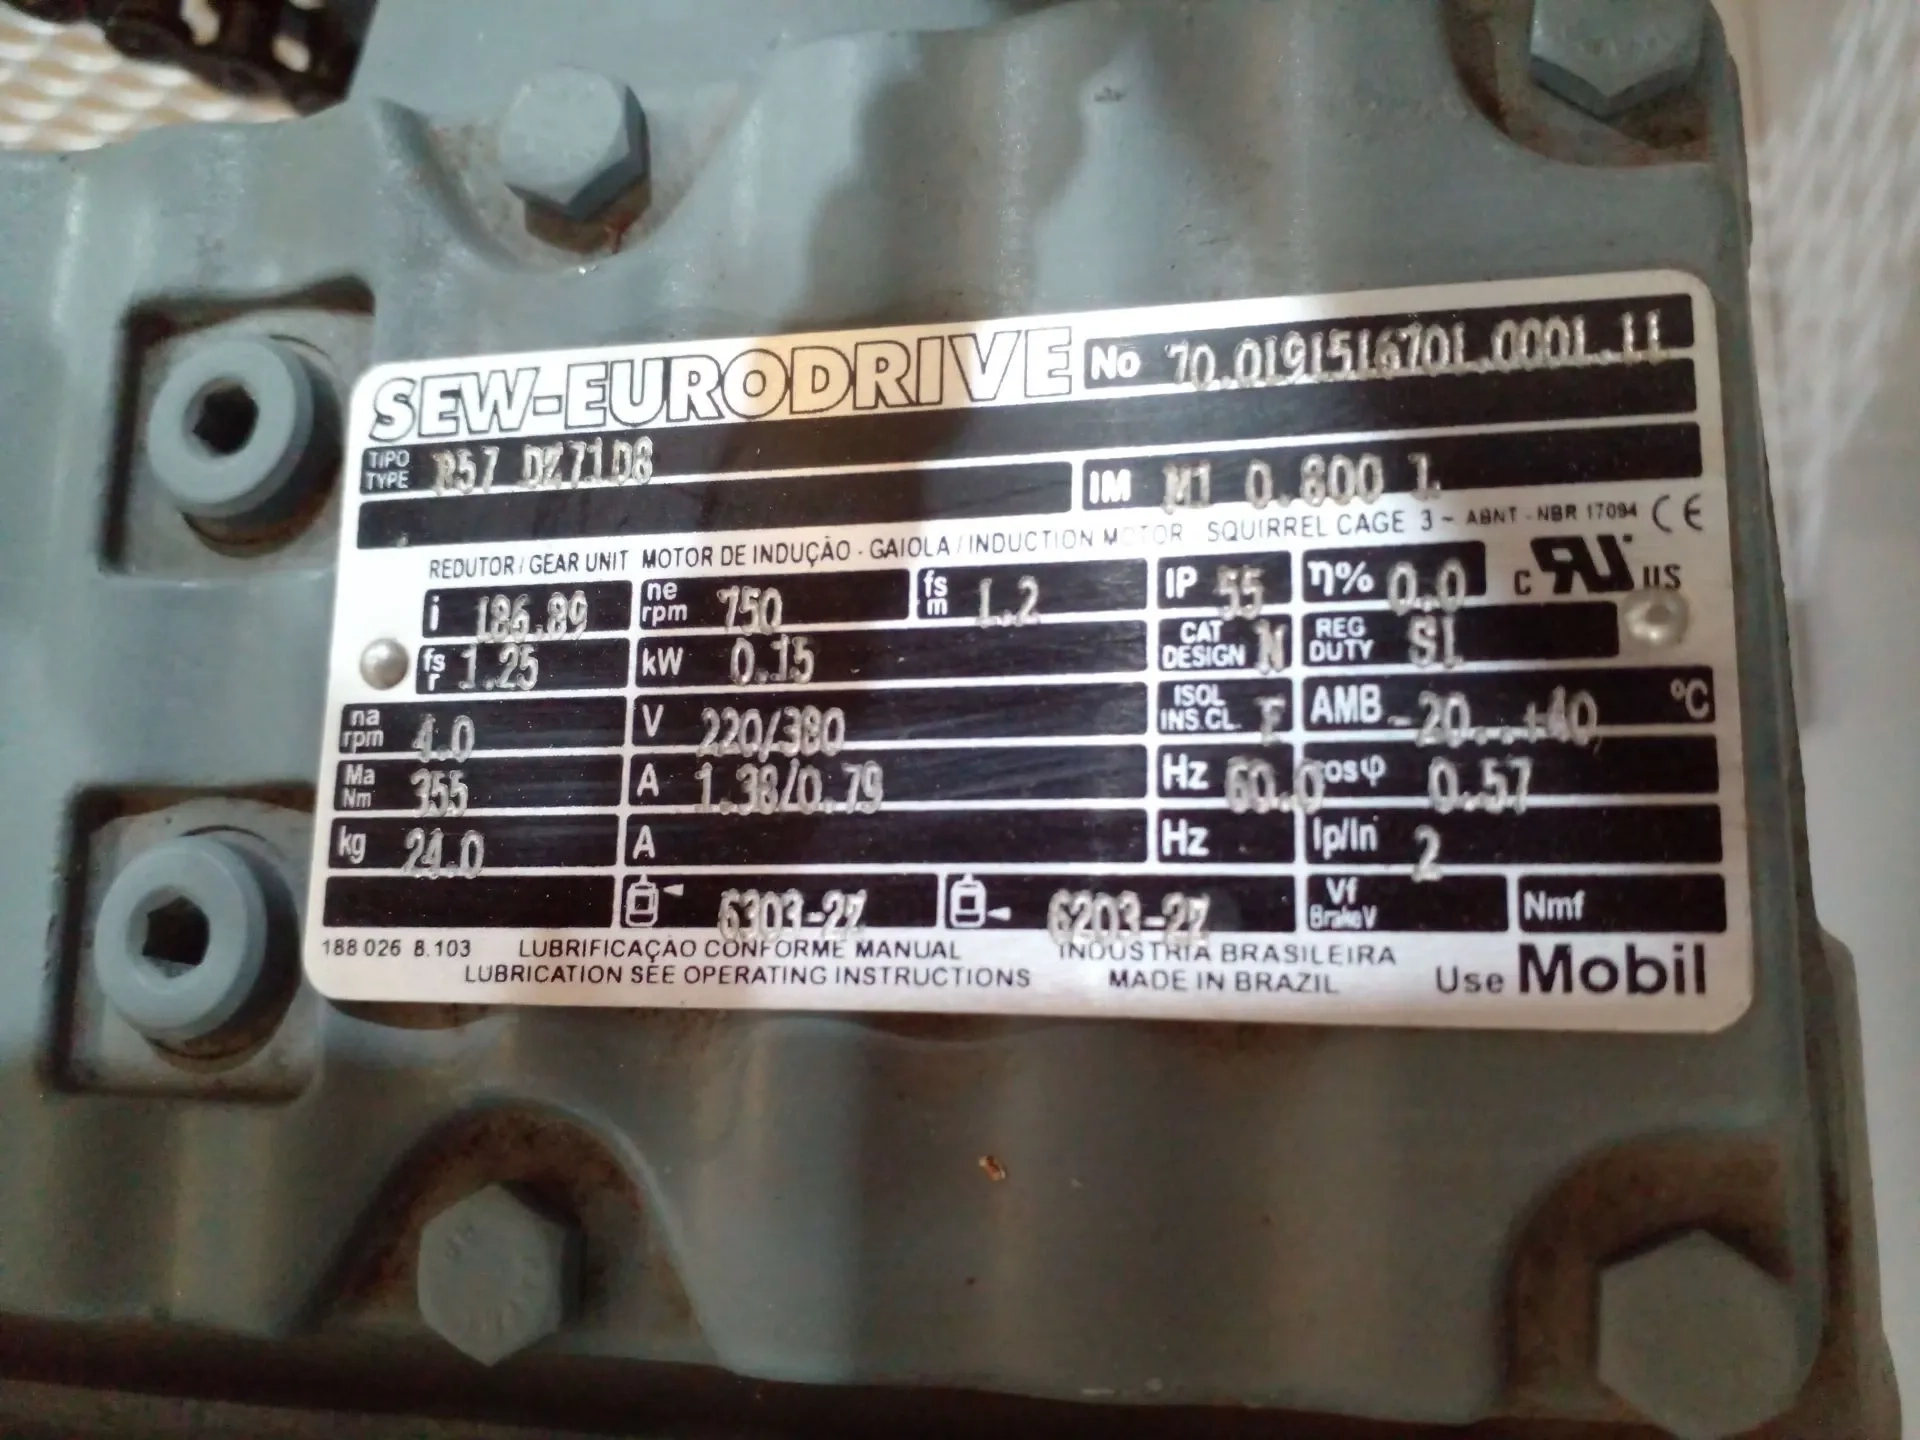 SEW-EURODRIVE No 70.0191516701.0001.11
TIPO TYPE R57 DZ71D8
IM M1 0.800 L
REDUTOR / GEAR UNIT MOTOR DE INDUÇÃO - GAIOLA / INDUCTION MOTOR - SQUIRREL CAGE 3 ~ ABNT - NBR 17094 CE
i 186.89 ne rpm 750 fs m 1.2 IP 55 η% 0.0 c RU us
fs r 1.25 kW 0.15 CAT DESIGN N REG DUTY S1
na rpm 4.0 V 220/380 ISOL INS.CL. F AMB -20..+40 °C
Ma Nm 355 A 1.38/0.79 Hz 60.0 cosφ 0.57
kg 24.0 A Hz Ip/In 2
6303-2Z 6203-2Z Vf Brake V Nmf
188 026 8.103 LUBRIFICAÇÃO CONFORME MANUAL INDÚSTRIA BRASILEIRA
LUBRICATION SEE OPERATING INSTRUCTIONS MADE IN BRAZIL Use Mobil